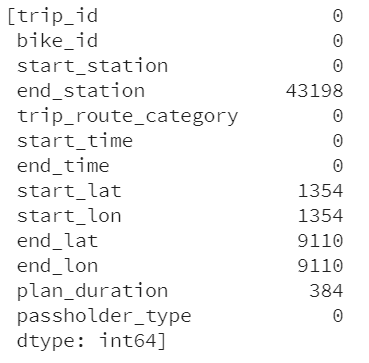 [trip_id 0
bike_id 0
start_station 0
end_station 43198
trip_route_category 0
start_time 0
end_time 0
start_lat 1354
start_lon 1354
end_lat 9110
end_lon 9110
plan_duration 384
passholder_type 0
dtype: int64]